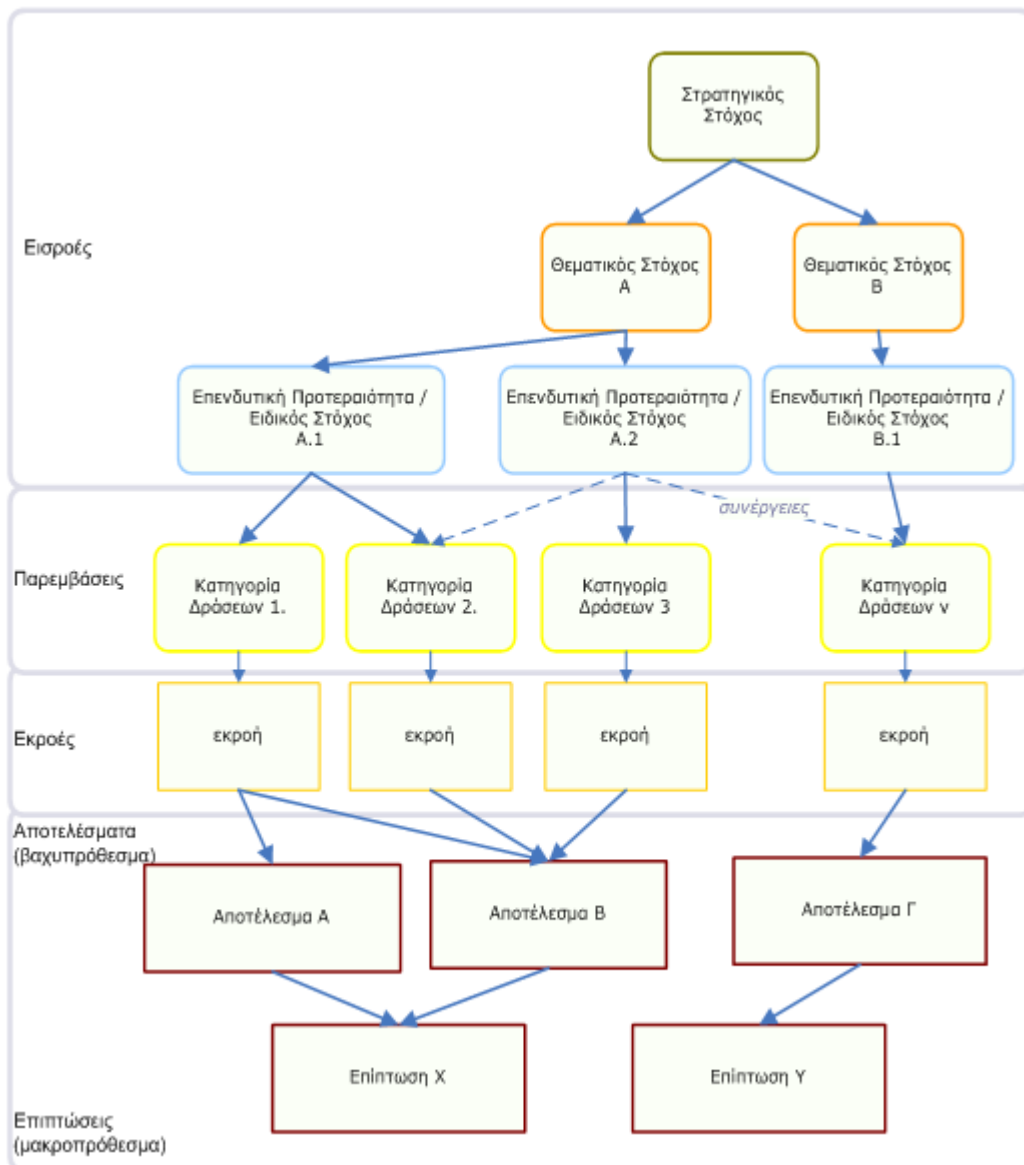 Στρατηγικός
Στόχος
Εισροές
Θεματικός Στόχος
Α
Θεματικός Στόχος
Β
Επενδυτική Προτεραιότητα /
Ειδικός Στόχος
Α.1
Επενδυτική Προτεραιότητα /
Ειδικός Στόχος
Α.2
Επενδυτική Προτεραιότητα /
Ειδικός Στόχος
Β.1
συνέργειες
Παρεμβάσεις
Κατηγορία
Δράσεων 1.
Κατηγορία
Δράσεων 2.
Κατηγορία
Δράσεων 3
Κατηγορία
Δράσεων ν
Εκροές
εκροή
εκροή
εκροή
εκροή
Αποτελέσματα
(βαχυπρόθεσμα)
Αποτέλεσμα Α
Αποτέλεσμα Β
Αποτέλεσμα Γ
Επίπτωση Χ
Επίπτωση Υ
Επιπτώσεις
(μακροπρόθεσμα)